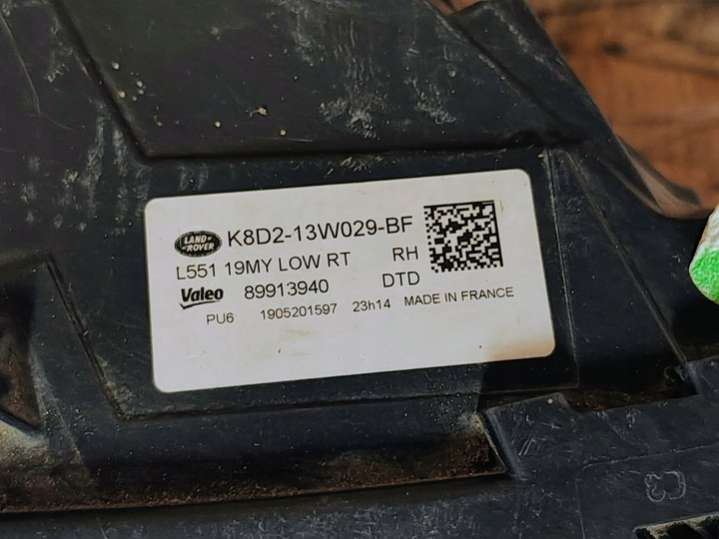 LAND-ROVER K8D2-13W029-BF
L551 19MY LOW RT RH
Valeo 89913940 DTD
PU6 1905201597 23h14 MADE IN FRANCE